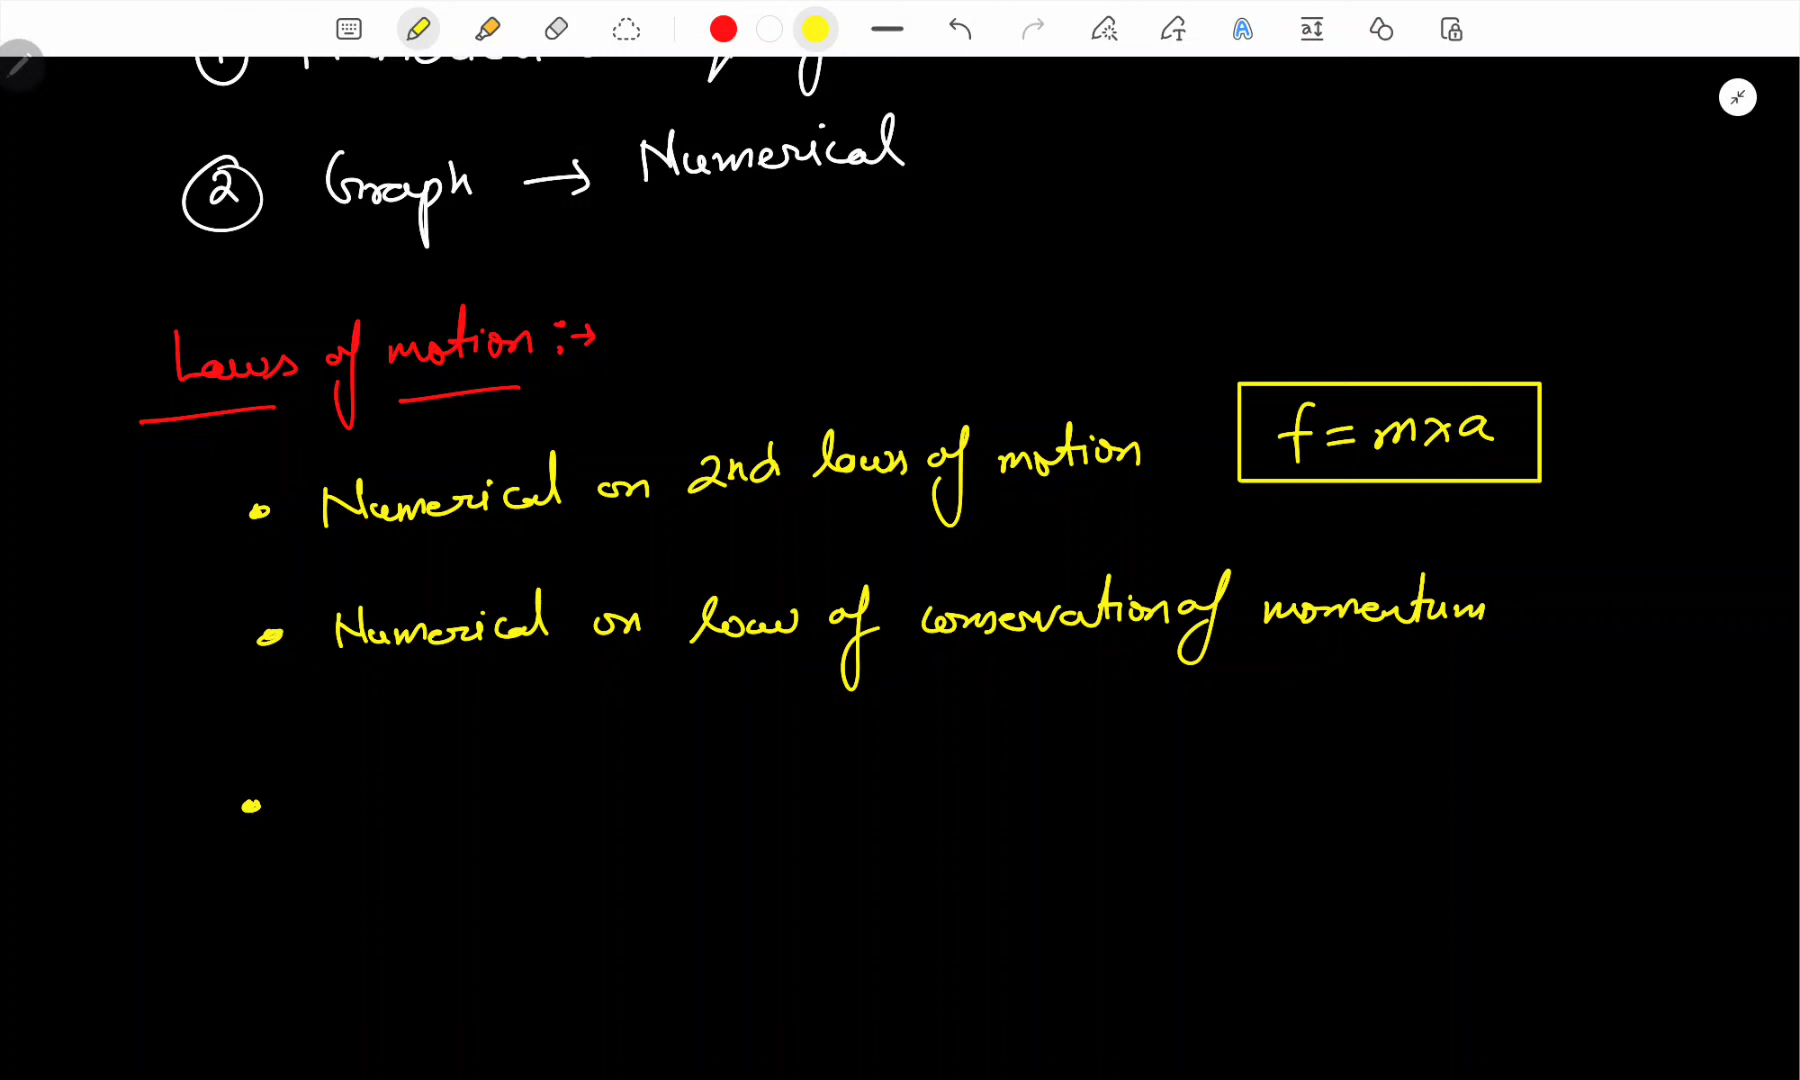 ② Graph → Numerical
Laws of motion :→
• Numerical on 2nd laws of motion
f = m×a
• Numerical on law of conservation of momentum
•